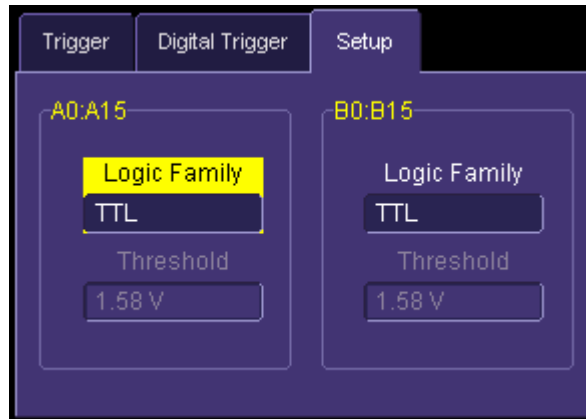 Trigger Digital Trigger Setup
A0:A15 B0:B15
Logic Family Logic Family
TTL TTL
Threshold Threshold
1.58 V 1.58 V